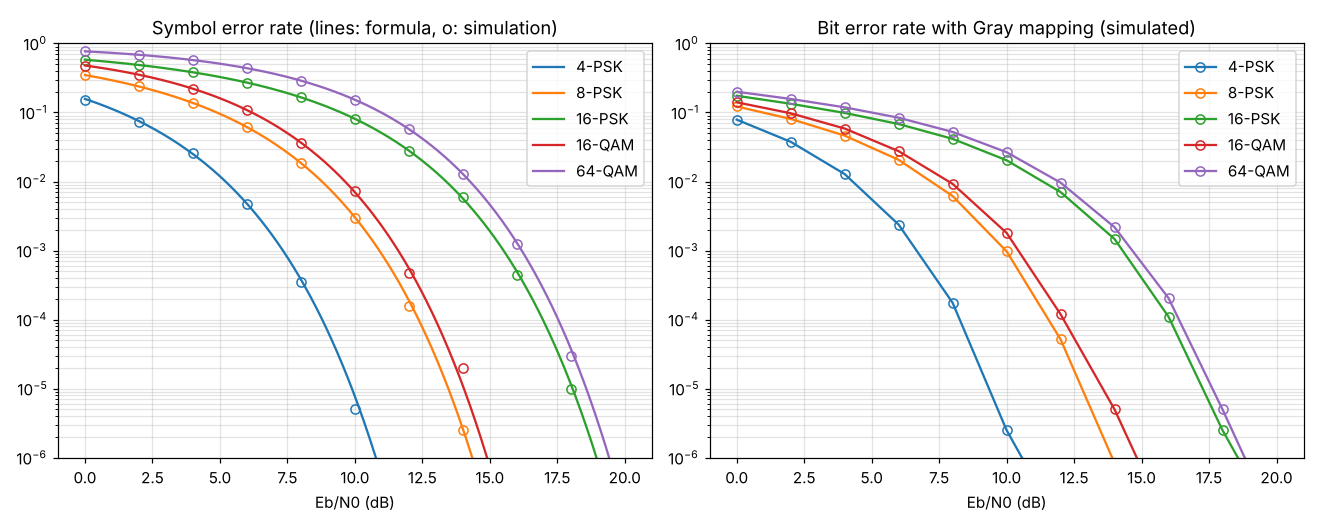 Symbol error rate (lines: formula, o: simulation)
10⁰
10⁻¹
10⁻²
10⁻³
10⁻⁴
10⁻⁵
10⁻⁶
4-PSK
8-PSK
16-PSK
16-QAM
64-QAM
0.0 2.5 5.0 7.5 10.0 12.5 15.0 17.5 20.0
Eb/N0 (dB)
Bit error rate with Gray mapping (simulated)
10⁰
10⁻¹
10⁻²
10⁻³
10⁻⁴
10⁻⁵
10⁻⁶
4-PSK
8-PSK
16-PSK
16-QAM
64-QAM
0.0 2.5 5.0 7.5 10.0 12.5 15.0 17.5 20.0
Eb/N0 (dB)